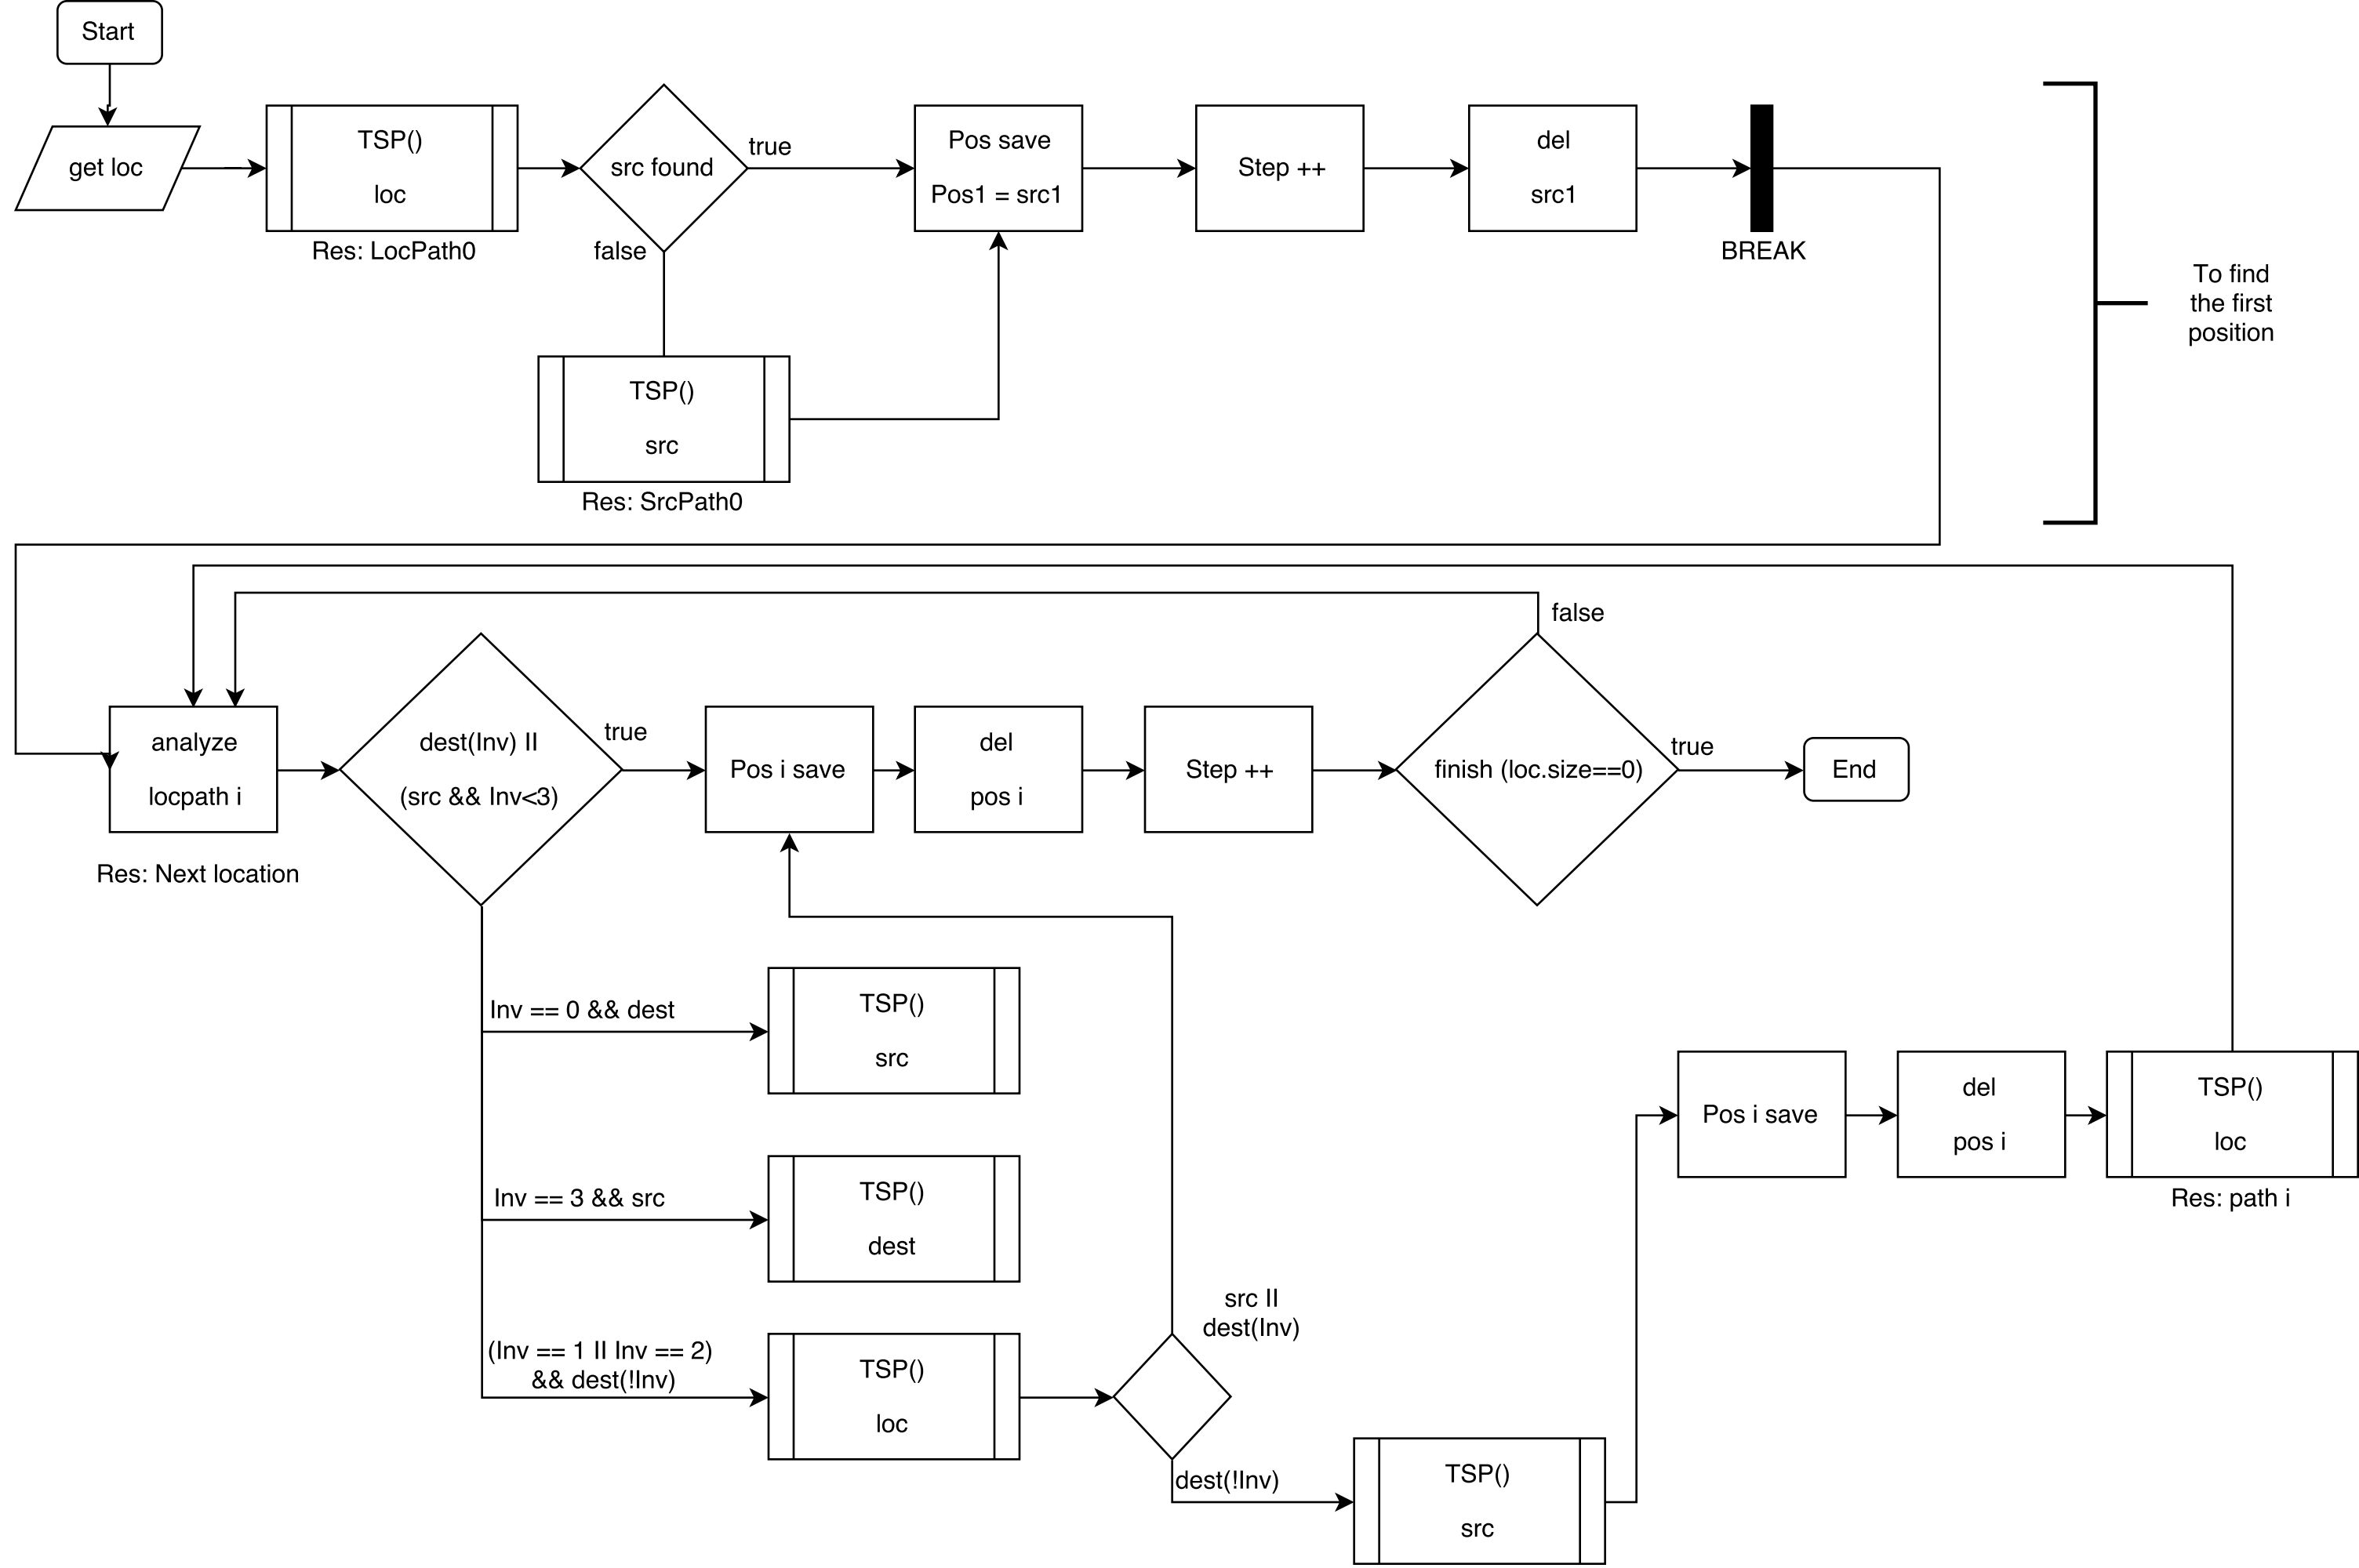 Start
get loc
TSP()
loc
Res: LocPath0
src found
true
false
TSP()
src
Res: SrcPath0
Pos save
Pos1 = src1
Step ++
del
src1
BREAK
To find
the first
position
analyze
locpath i
Res: Next location
dest(Inv) II
(src && Inv<3)
true
Pos i save
del
pos i
Step ++
finish (loc.size==0)
false
true
End
Inv == 0 && dest
TSP()
src
Inv == 3 && src
TSP()
dest
(Inv == 1 II Inv == 2)
&& dest(!Inv)
TSP()
loc
src II
dest(Inv)
dest(!Inv)
TSP()
src
Pos i save
del
pos i
TSP()
loc
Res: path i